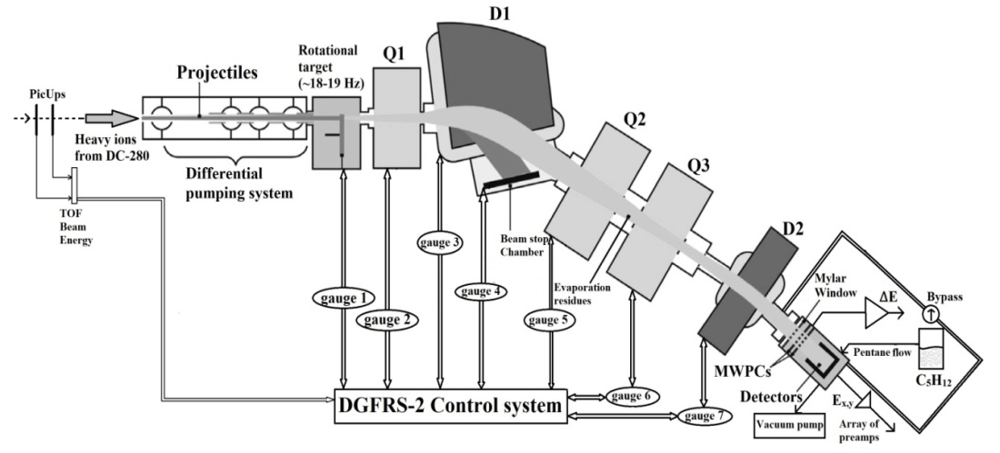 D1
Q1
Rotational
target
(~18-19 Hz)
Projectiles
PicUps
Heavy ions
from DC-280
Differential
pumping system
TOF
Beam
Energy
Q2
Q3
D2
gauge 3
Beam stop
Chamber
gauge 1
gauge 2
gauge 4
Evaporation
residues
gauge 5
Mylar
Window
ΔE
Bypass
Pentane flow
C₅H₁₂
MWPCs
Detectors
Eₓ,ᵧ
Vacuum pump
Array of
preamps
gauge 6
gauge 7
DGFRS-2 Control system